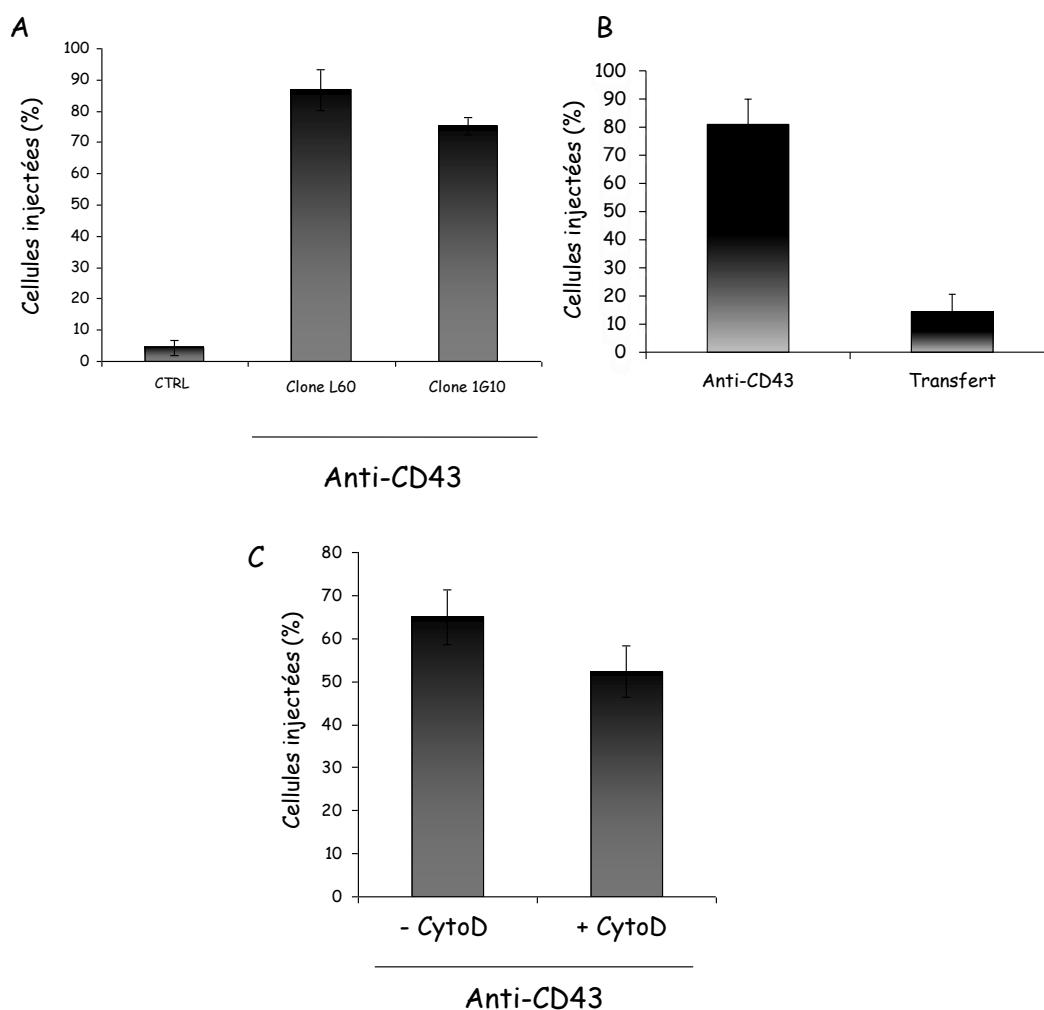 A
Cellules injectées (%)
100
90
80
70
60
50
40
30
20
10
0
CTRL
Clone L60
Clone 1G10
Anti-CD43
B
Cellules injectées (%)
100
90
80
70
60
50
40
30
20
10
0
Anti-CD43
Transfert
C
Cellules injectées (%)
80
70
60
50
40
30
20
10
0
- CytoD
+ CytoD
Anti-CD43